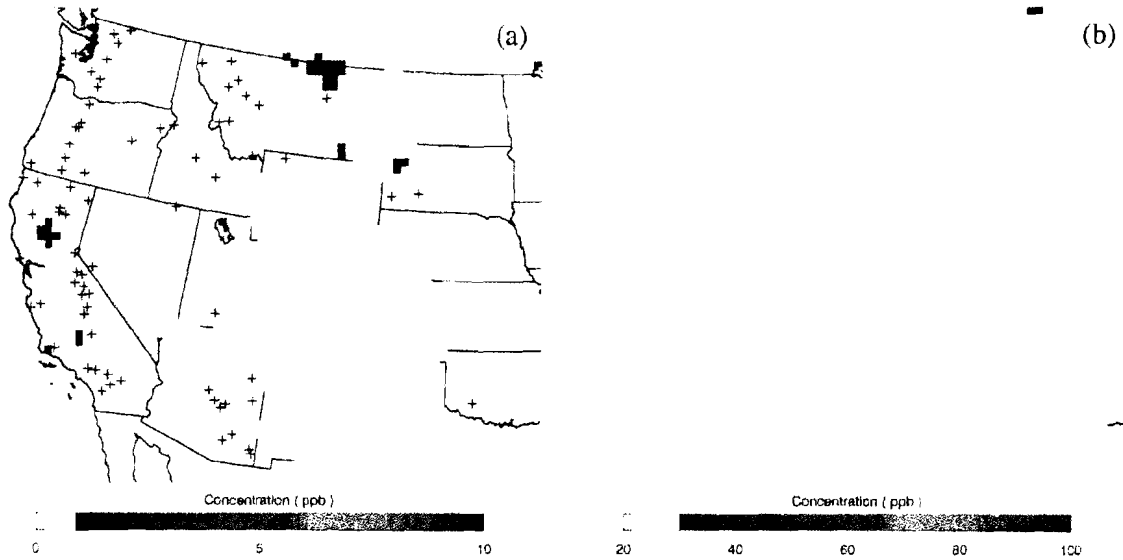 (a)
(b)
Concentration ( ppb )
0 5 10
Concentration ( ppb )
20 40 60 80 100